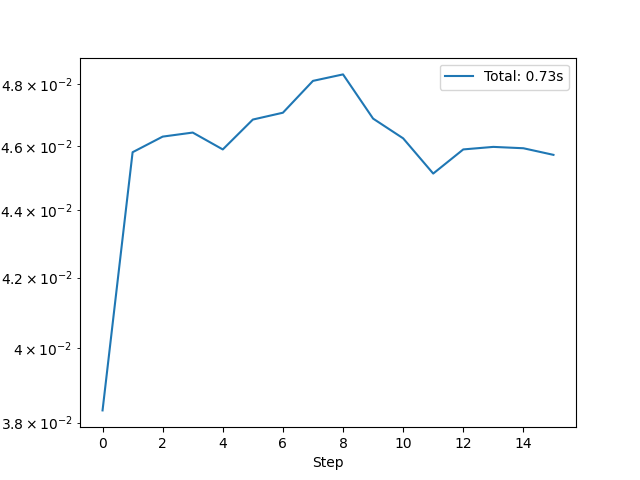 Total: 0.73s
4.8 × 10⁻²
4.6 × 10⁻²
4.4 × 10⁻²
4.2 × 10⁻²
4 × 10⁻²
3.8 × 10⁻²
0 2 4 6 8 10 12 14
Step